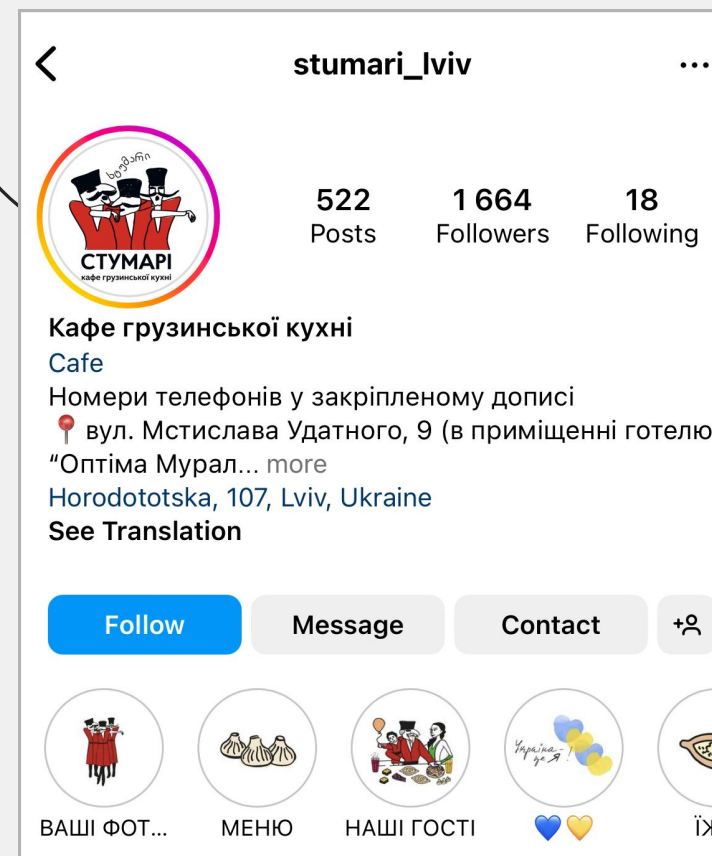 stumari_lviv
...
სტუმარი
СТУМАРІ
кафе грузинської кухні
522 1 664 18
Posts Followers Following
Кафе грузинської кухні
Cafe
Номери телефонів у закріпленому дописі
📍 вул. Мстислава Удатного, 9 (в приміщенні готелю
“Оптіма Мурал... more
Horodototska, 107, Lviv, Ukraine
See Translation
Follow Message Contact
Україна -
це я !
ВАШІ ФОТ... МЕНЮ НАШІ ГОСТІ 💙💛 ЇЖ